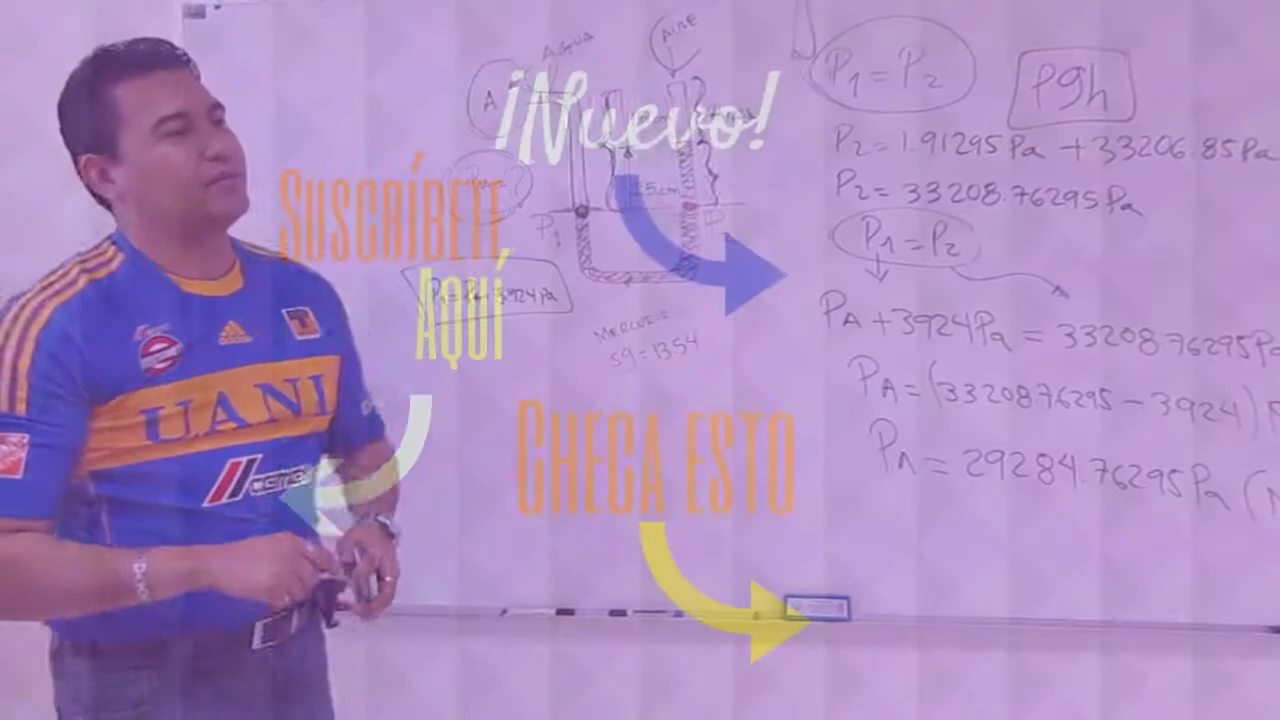 AGUA
AIRE
A
¡Nuevo!
SUSCRÍBETE
AQUÍ
25cm
P₁
MERCURIO
Sg = 13.54
P₁ = P₂
ρgh
P₂ = 1.91295 Pa + 33206.85 Pa
P₂ = 33208.76295 Pa
P₁ = P₂
PA + 3924 Pa = 33208.76295 Pa
PA = (33208.76295 - 3924)
PA = 29284.76295 Pa
CHECA ESTO
UANL